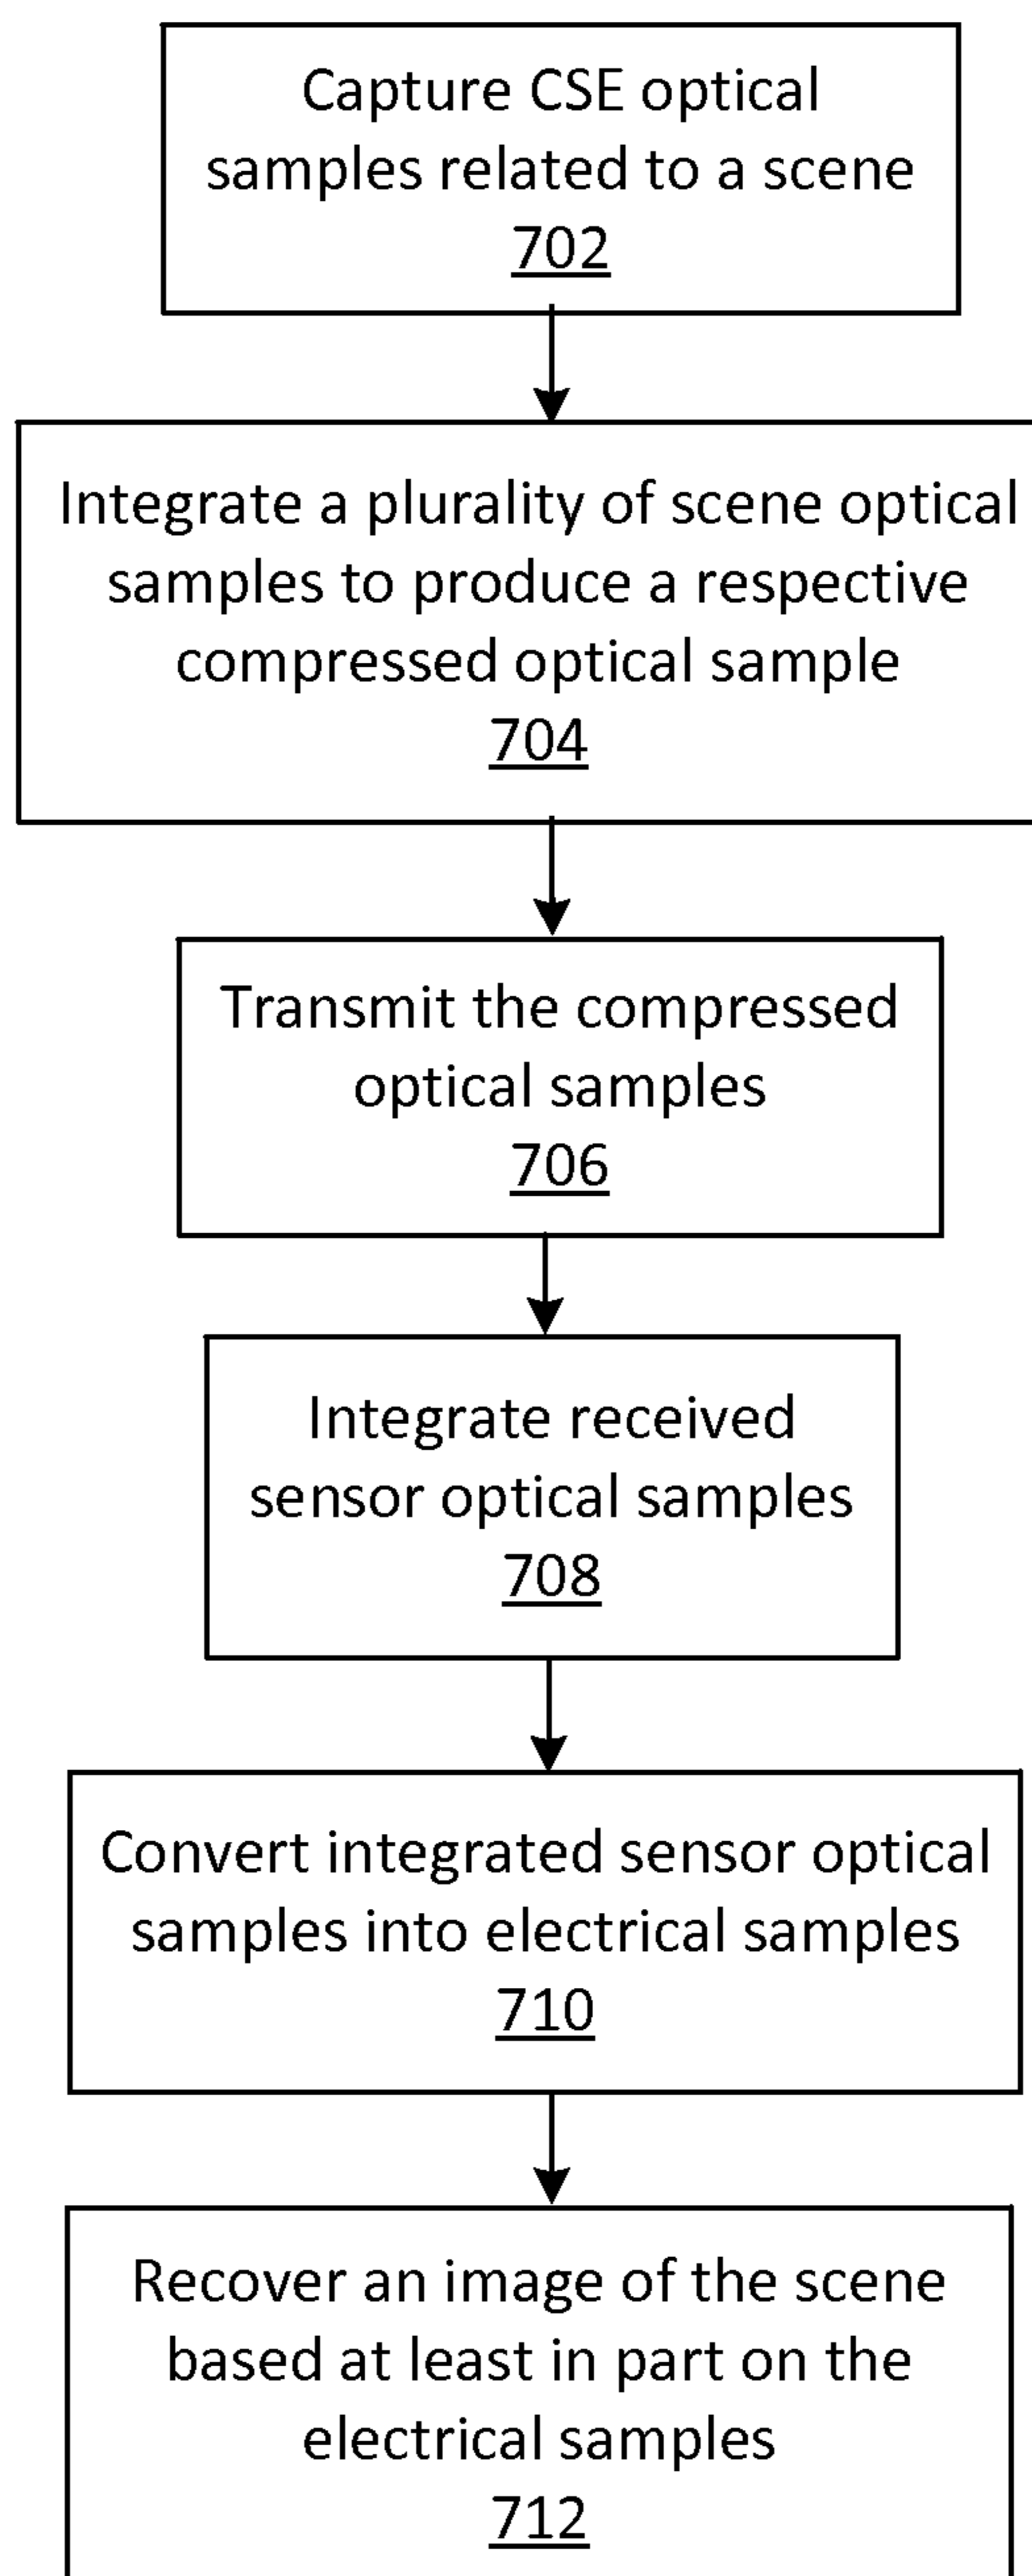 Capture CSE optical
samples related to a scene
702
Integrate a plurality of scene optical
samples to produce a respective
compressed optical sample
704
Transmit the compressed
optical samples
706
Integrate received
sensor optical samples
708
Convert integrated sensor optical
samples into electrical samples
710
Recover an image of the scene
based at least in part on the
electrical samples
712